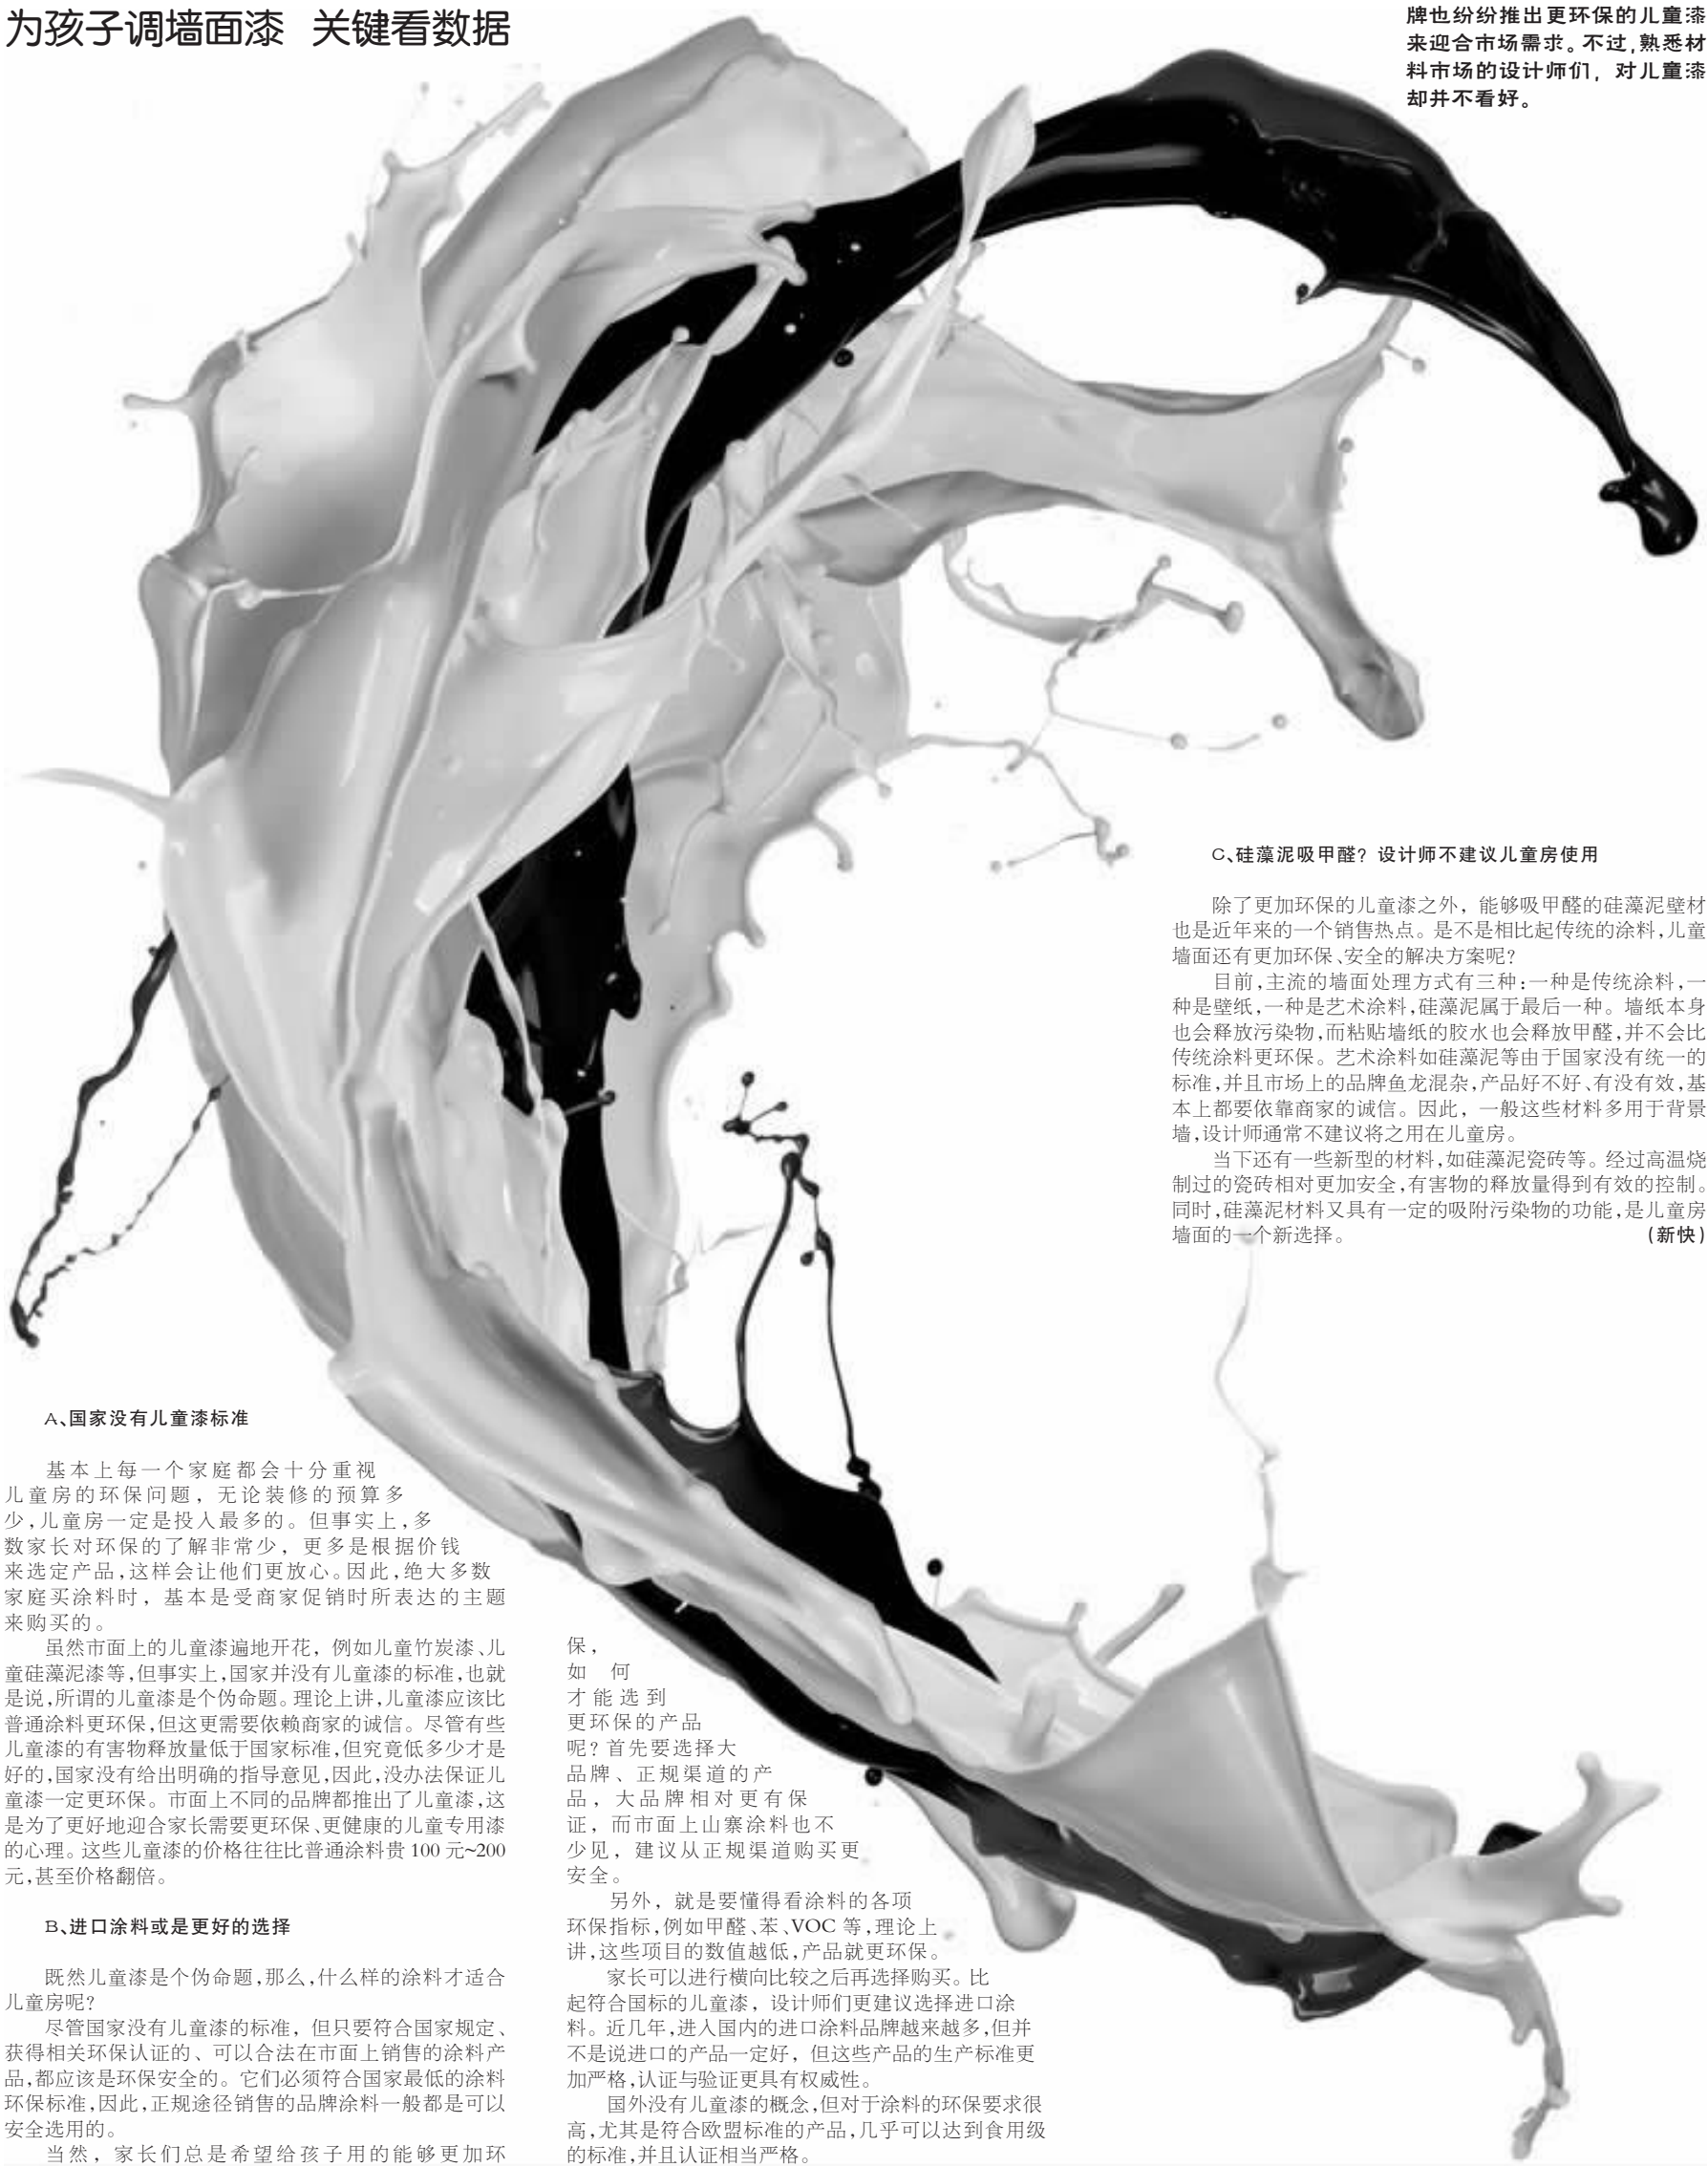 为孩子调墙面漆 关键看数据
牌也纷纷推出更环保的儿童漆
来迎合市场需求。不过,熟悉材
料市场的设计师们，对儿童漆
却并不看好。
A、国家没有儿童漆标准
基本上每一个家庭都会十分重视
儿童房的环保问题，无论装修的预算多
少,儿童房一定是投入最多的。但事实上,多
数家长对环保的了解非常少，更多是根据价钱
来选定产品,这样会让他们更放心。因此,绝大多数
家庭买涂料时，基本是受商家促销时所表达的主题
来购买的。
虽然市面上的儿童漆遍地开花，例如儿童竹炭漆、儿
童硅藻泥漆等,但事实上,国家并没有儿童漆的标准,也就
是说,所谓的儿童漆是个伪命题。理论上讲,儿童漆应该比
普通涂料更环保,但这更需要依赖商家的诚信。尽管有些
儿童漆的有害物释放量低于国家标准,但究竟低多少才是
好的,国家没有给出明确的指导意见,因此,没办法保证儿
童漆一定更环保。市面上不同的品牌都推出了儿童漆,这
是为了更好地迎合家长需要更环保、更健康的儿童专用漆
的心理。这些儿童漆的价格往往比普通涂料贵 100 元~200
元,甚至价格翻倍。
B、进口涂料或是更好的选择
既然儿童漆是个伪命题,那么,什么样的涂料才适合
儿童房呢?
尽管国家没有儿童漆的标准，但只要符合国家规定、
获得相关环保认证的、可以合法在市面上销售的涂料产
品,都应该是环保安全的。它们必须符合国家最低的涂料
环保标准,因此,正规途径销售的品牌涂料一般都是可以
安全选用的。
当然，家长们总是希望给孩子用的能够更加环
保，
如 何
才能选到
更环保的产品
呢?首先要选择大
品牌、正规渠道的产
品，大品牌相对更有保
证，而市面上山寨涂料也不
少见，建议从正规渠道购买更
安全。
另外，就是要懂得看涂料的各项
环保指标,例如甲醛、苯、VOC 等,理论上
讲,这些项目的数值越低,产品就更环保。
家长可以进行横向比较之后再选择购买。比
起符合国标的儿童漆，设计师们更建议选择进口涂
料。近几年,进入国内的进口涂料品牌越来越多,但并
不是说进口的产品一定好，但这些产品的生产标准更
加严格,认证与验证更具有权威性。
国外没有儿童漆的概念,但对于涂料的环保要求很
高,尤其是符合欧盟标准的产品,几乎可以达到食用级
的标准,并且认证相当严格。
C、硅藻泥吸甲醛？设计师不建议儿童房使用
除了更加环保的儿童漆之外，能够吸甲醛的硅藻泥壁材
也是近年来的一个销售热点。是不是相比起传统的涂料,儿童
墙面还有更加环保、安全的解决方案呢?
目前,主流的墙面处理方式有三种:一种是传统涂料,一
种是壁纸,一种是艺术涂料,硅藻泥属于最后一种。墙纸本身
也会释放污染物,而粘贴墙纸的胶水也会释放甲醛,并不会比
传统涂料更环保。艺术涂料如硅藻泥等由于国家没有统一的
标准,并且市场上的品牌鱼龙混杂,产品好不好、有没有效,基
本上都要依靠商家的诚信。因此，一般这些材料多用于背景
墙,设计师通常不建议将之用在儿童房。
当下还有一些新型的材料,如硅藻泥瓷砖等。经过高温烧
制过的瓷砖相对更加安全,有害物的释放量得到有效的控制。
同时,硅藻泥材料又具有一定的吸附污染物的功能,是儿童房
墙面的一个新选择。 (新快)